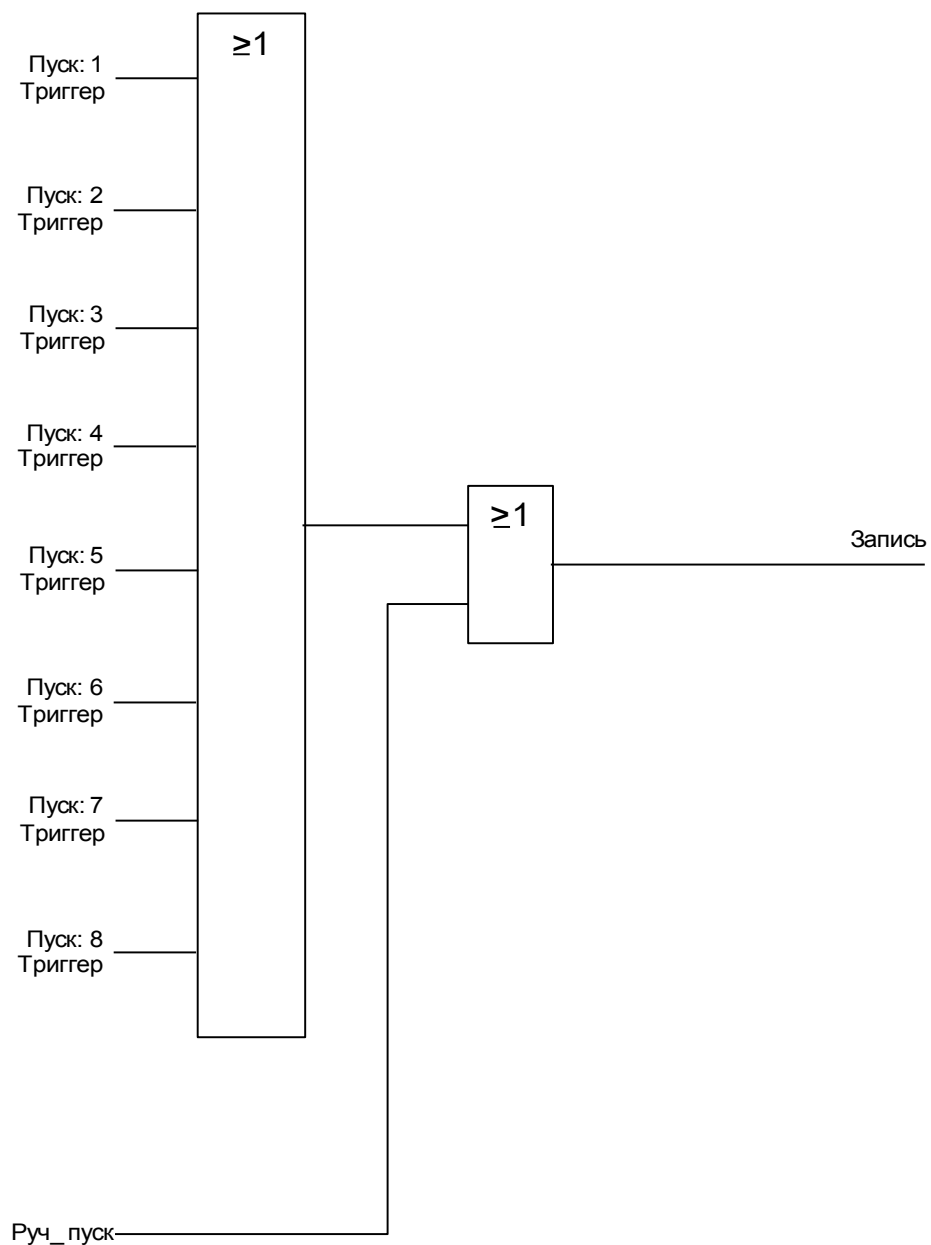 ≥1
Пуск: 1
Триггер
Пуск: 2
Триггер
Пуск: 3
Триггер
Пуск: 4
Триггер
≥1
Запись
Пуск: 5
Триггер
Пуск: 6
Триггер
Пуск: 7
Триггер
Пуск: 8
Триггер
Руч_ пуск